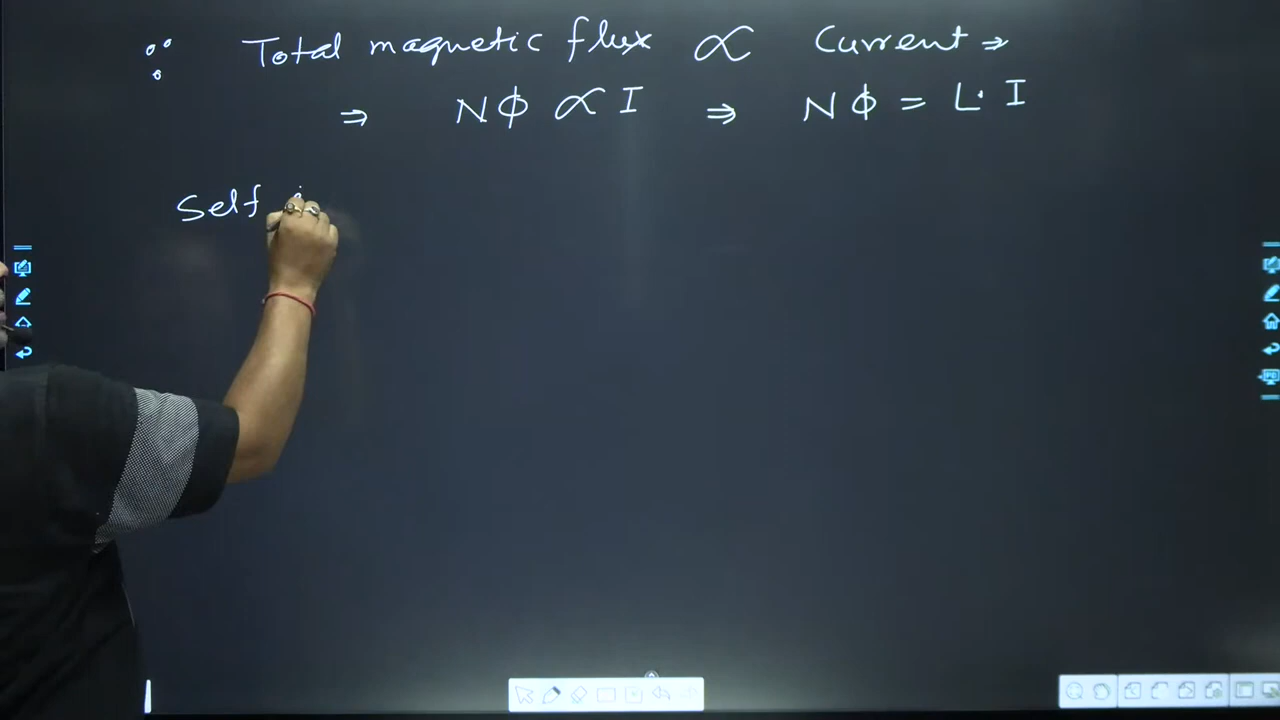 ∵ Total magnetic flux ∝ Current ⇒
⇒ Nϕ ∝ I ⇒ Nϕ = L. I
Self